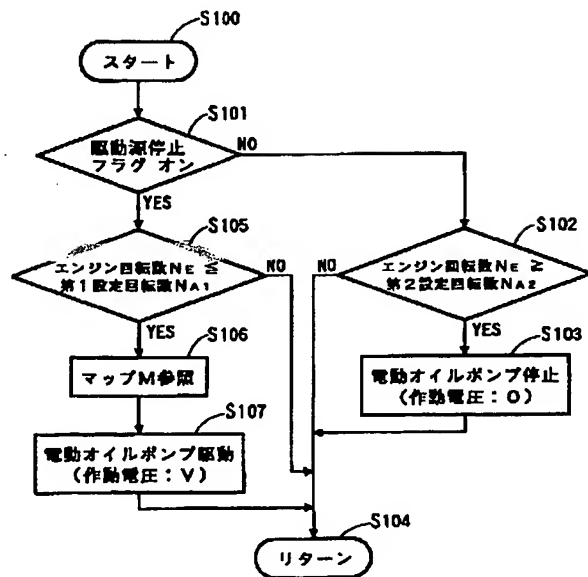 S100
スタート
S101
駆動源停止
フラグ オン
NO
YES
S105
エンジン回転数NE ≦
第1設定回転数NA1
NO
YES
S102
エンジン回転数NE ≧
第2設定回転数NA2
NO
YES
S106
マップM参照
S103
電動オイルポンプ停止
(作動電圧:0)
S107
電動オイルポンプ駆動
(作動電圧:V)
S104
リターン